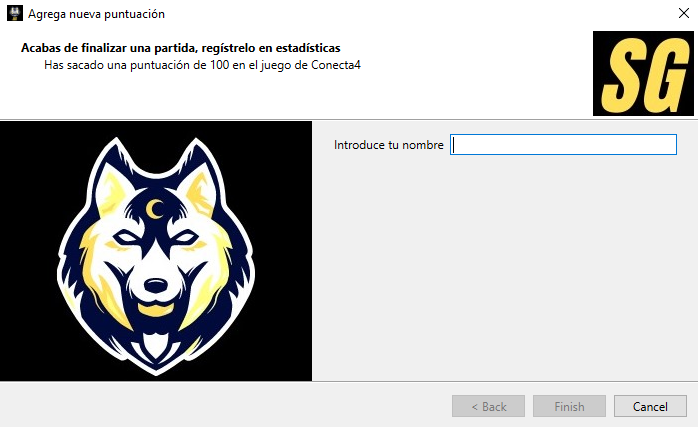 Agrega nueva puntuación
Acabas de finalizar una partida, regístrelo en estadísticas
Has sacado una puntuación de 100 en el juego de Conecta4
SG
Introduce tu nombre
< Back
Finish
Cancel